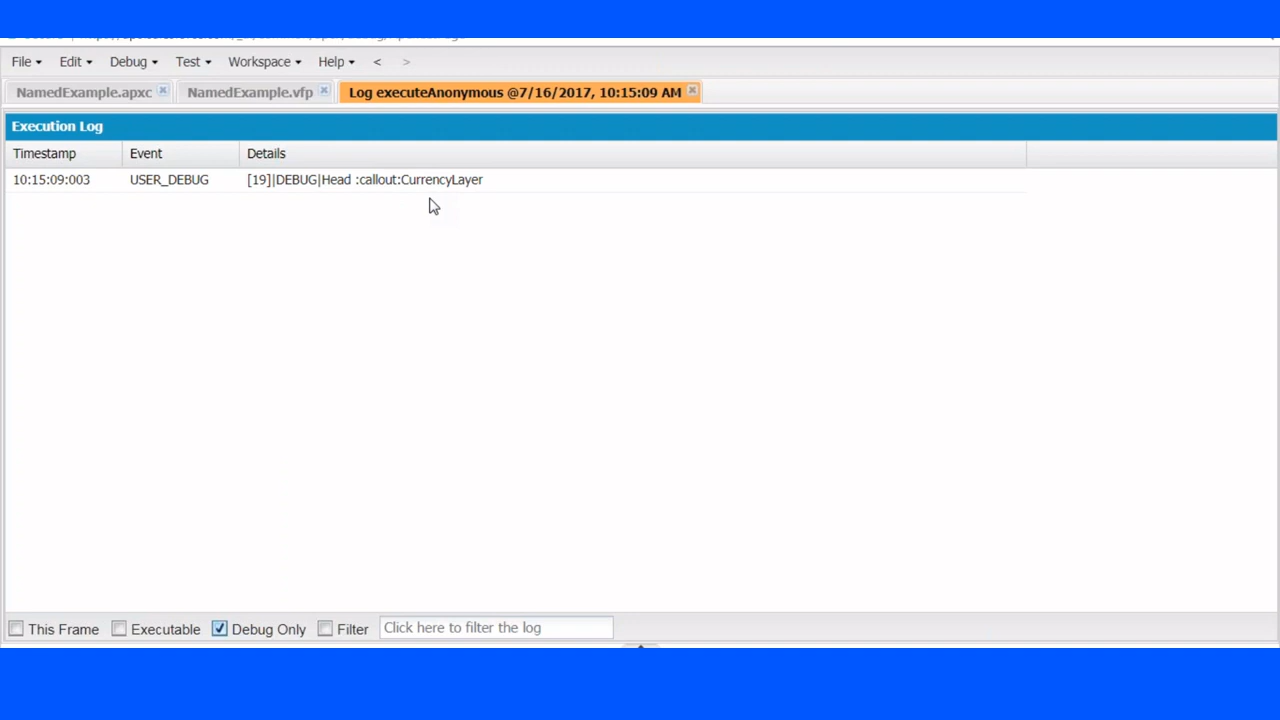 File Edit Debug Test Workspace Help < >
NamedExample.apxc NamedExample.vfp Log executeAnonymous @7/16/2017, 10:15:09 AM
Execution Log
Timestamp Event Details
10:15:09:003 USER_DEBUG [19]|DEBUG|Head :callout:CurrencyLayer
This Frame Executable Debug Only Filter Click here to filter the log